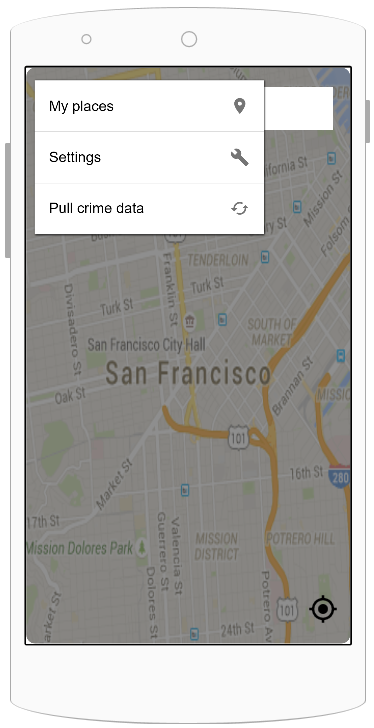 My places
Settings
Pull crime data
TENDERLOIN
Franklin St
Turk St
Turk St
Divisadero St
Mission St
Folsom
SOUTH OF
MARKET
San Francisco City Hall
San Francisco
Oak St
Brannan St
101
Market St
16th St
280
17th St
Mission Dolores Park
Valencia St
Guerrero St
Dolores St
MISSION
DISTRICT
POTRERO HILL
Potrero Av
101
24th St